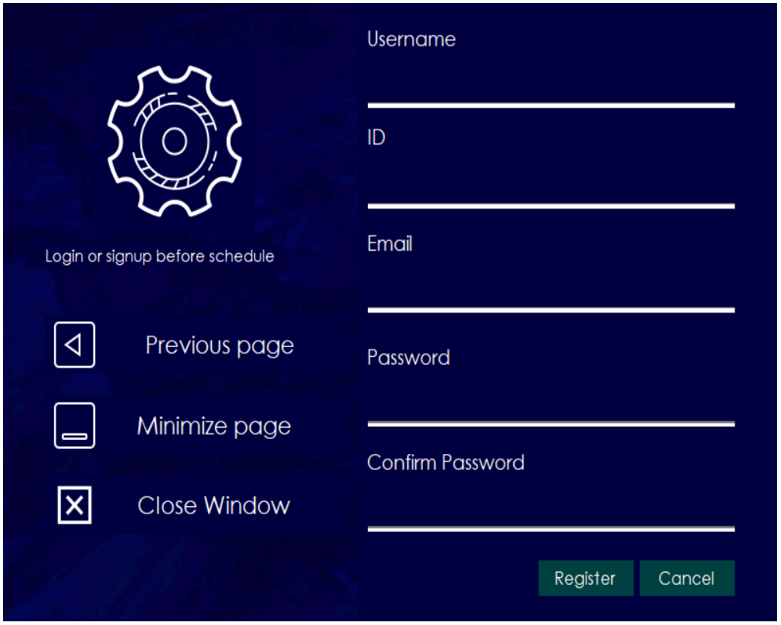 Login or signup before schedule
Previous page
Minimize page
Close Window
Username
ID
Email
Password
Confirm Password
Register
Cancel